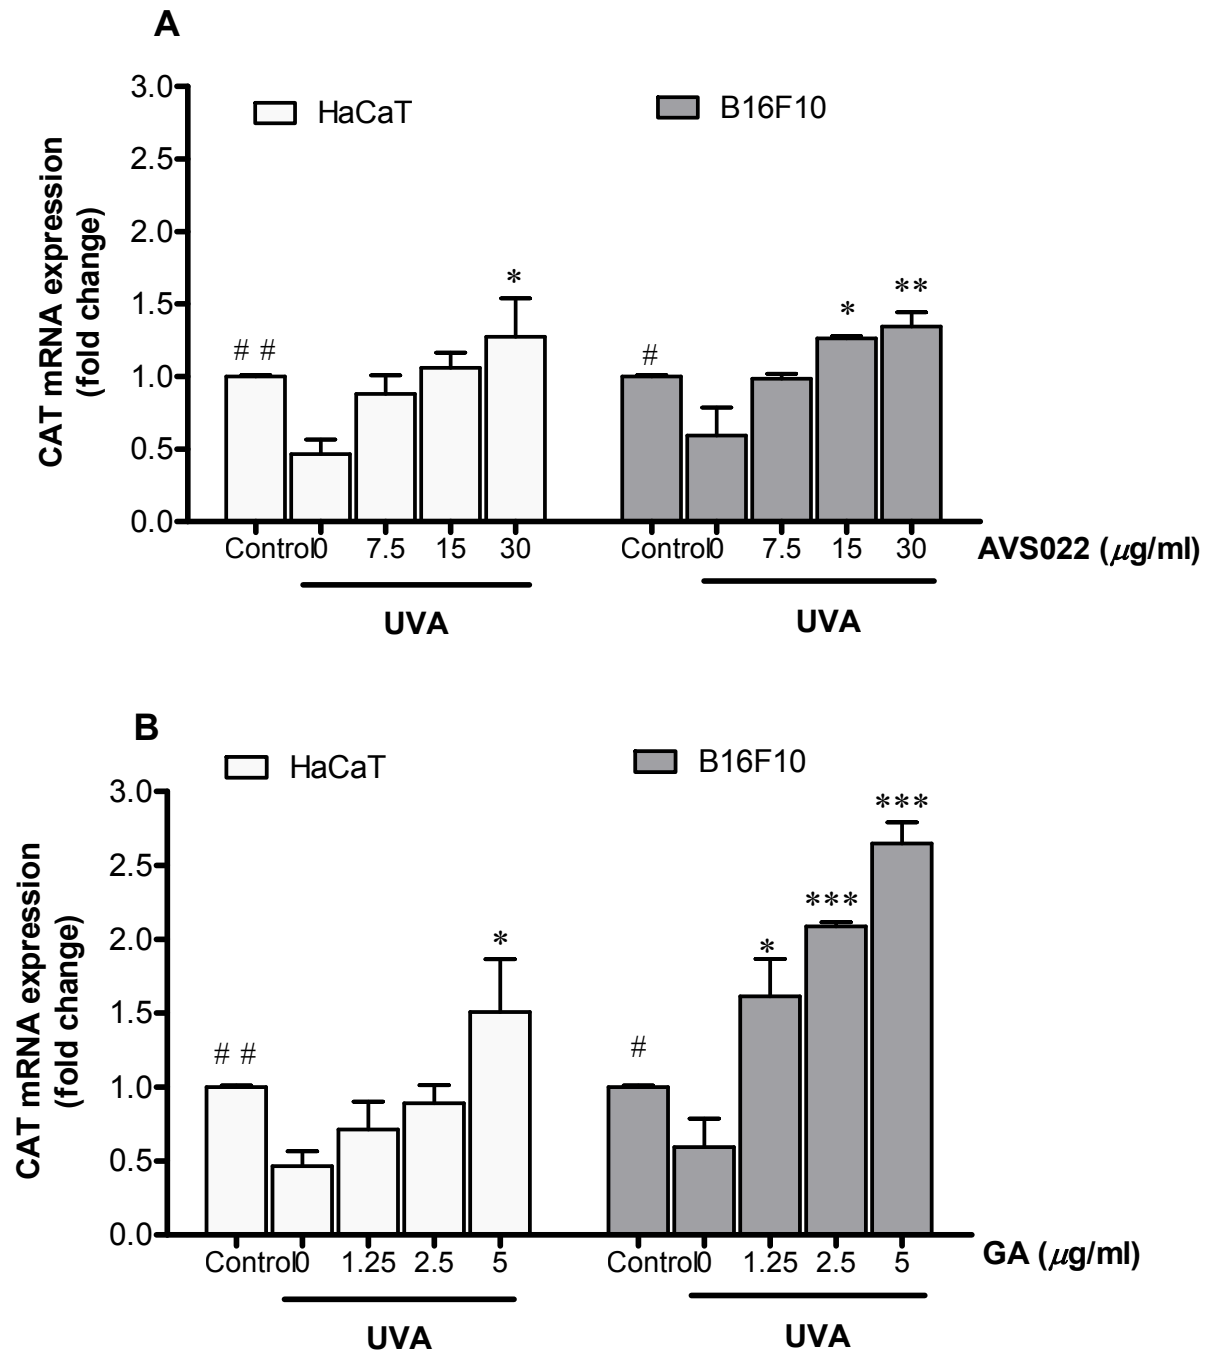 A
CAT mRNA expression
(fold change)
3.0
2.5
2.0
1.5
1.0
0.5
0.0
HaCaT
B16F10
# #
*
#
*
**
Control 0 7.5 15 30 Control 0 7.5 15 30 AVS022 (μg/ml)
UVA UVA
B
CAT mRNA expression
(fold change)
3.0
2.5
2.0
1.5
1.0
0.5
0.0
HaCaT
B16F10
# #
*
#
*
***
***
Control 0 1.25 2.5 5 Control 0 1.25 2.5 5 GA (μg/ml)
UVA UVA